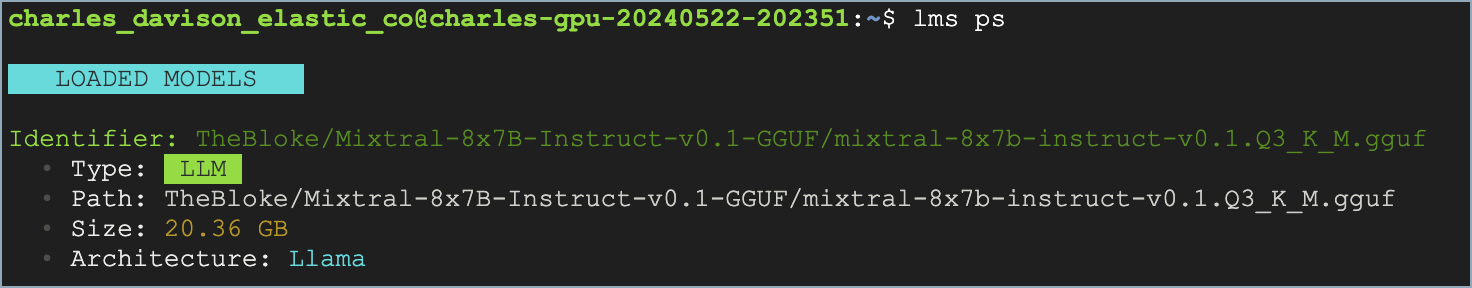 charles_davison_elastic_co@charles-gpu-20240522-202351:~$ lms ps
LOADED MODELS
Identifier: TheBloke/Mixtral-8x7B-Instruct-v0.1-GGUF/mixtral-8x7b-instruct-v0.1.Q3_K_M.gguf
• Type: LLM
• Path: TheBloke/Mixtral-8x7B-Instruct-v0.1-GGUF/mixtral-8x7b-instruct-v0.1.Q3_K_M.gguf
• Size: 20.36 GB
• Architecture: Llama